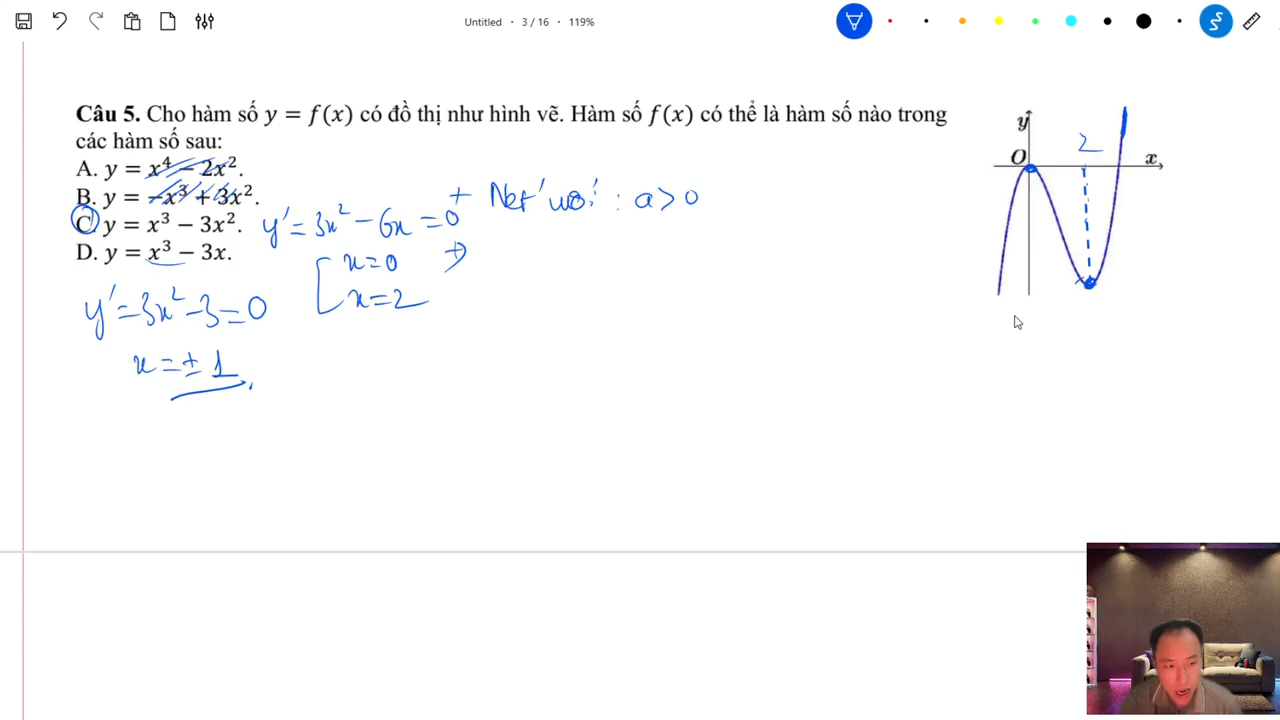 Untitled • 3 / 16 • 119%
Câu 5. Cho hàm số y = f(x) có đồ thị như hình vẽ. Hàm số f(x) có thể là hàm số nào trong
các hàm số sau:
A. y = x⁴ − 2x².
B. y = −x³ + 3x².
C. y = x³ − 3x².
D. y = x³ − 3x.
y' = 3x² − 6x = 0
x = 0
x = 2
+ : a > 0
+
y' = 3x² − 3 = 0
x = ± 1
y
2
O
x